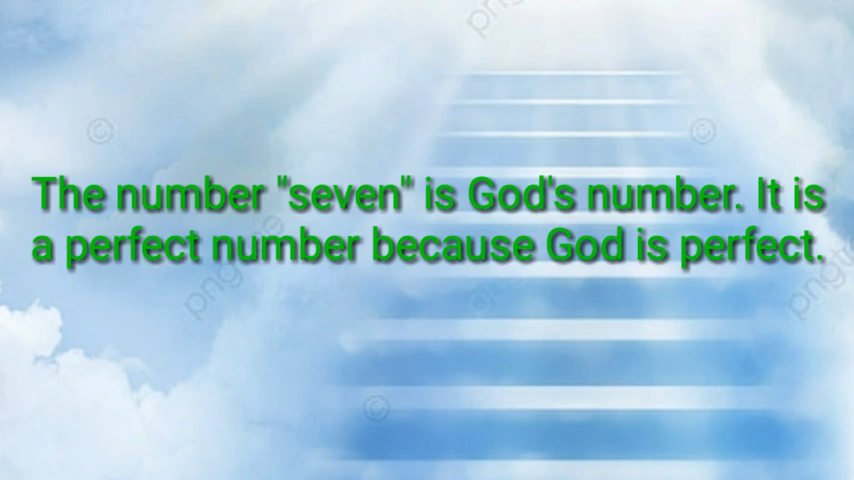 The number "seven" is God's number. It is
a perfect number because God is perfect.